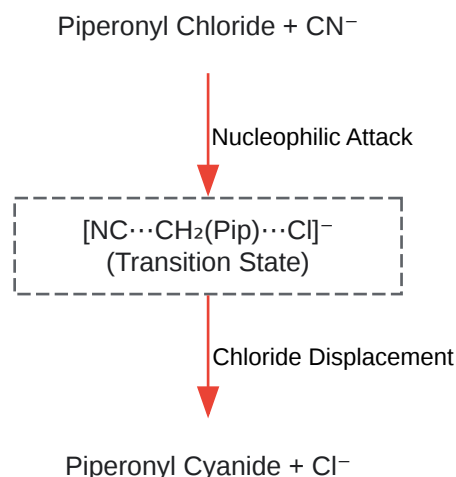 Piperonyl Chloride + CN⁻
Nucleophilic Attack
[NC⋯CH₂(Pip)⋯Cl]⁻
(Transition State)
Chloride Displacement
Piperonyl Cyanide + Cl⁻